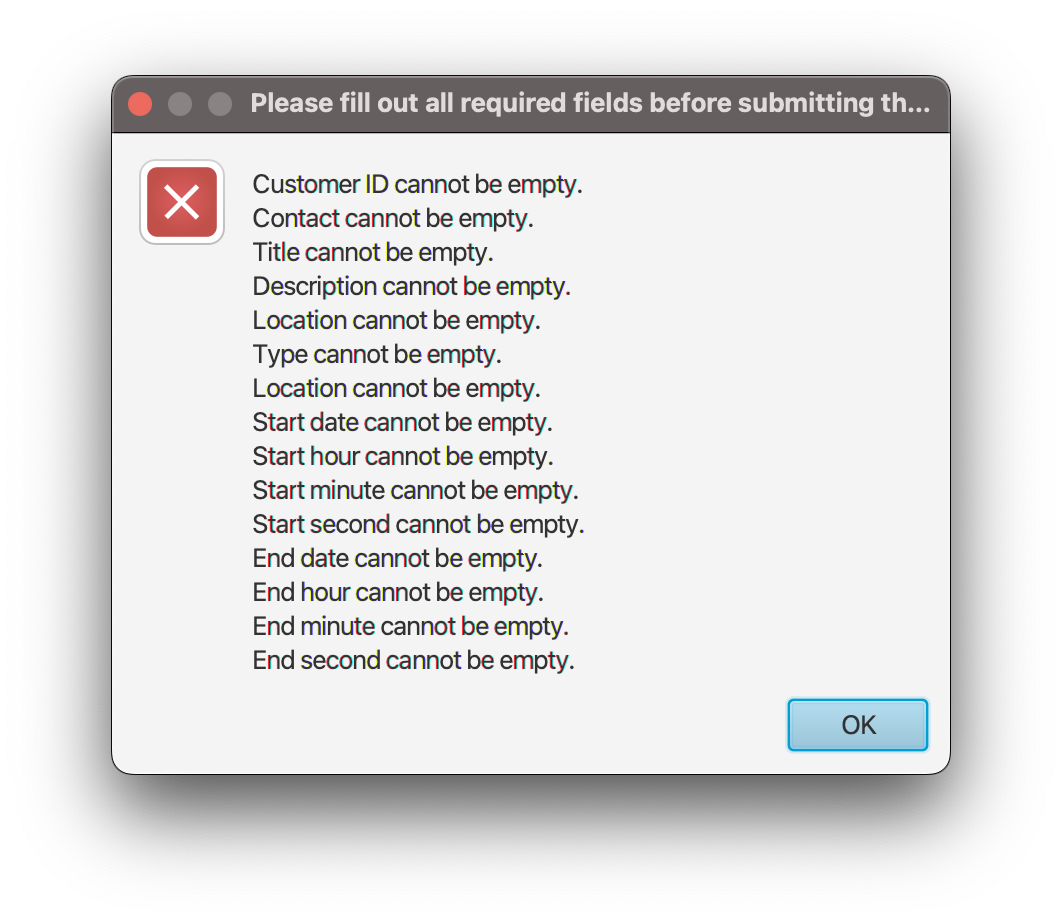 Please fill out all required fields before submitting th...
Customer ID cannot be empty.
Contact cannot be empty.
Title cannot be empty.
Description cannot be empty.
Location cannot be empty.
Type cannot be empty.
Location cannot be empty.
Start date cannot be empty.
Start hour cannot be empty.
Start minute cannot be empty.
Start second cannot be empty.
End date cannot be empty.
End hour cannot be empty.
End minute cannot be empty.
End second cannot be empty.
OK